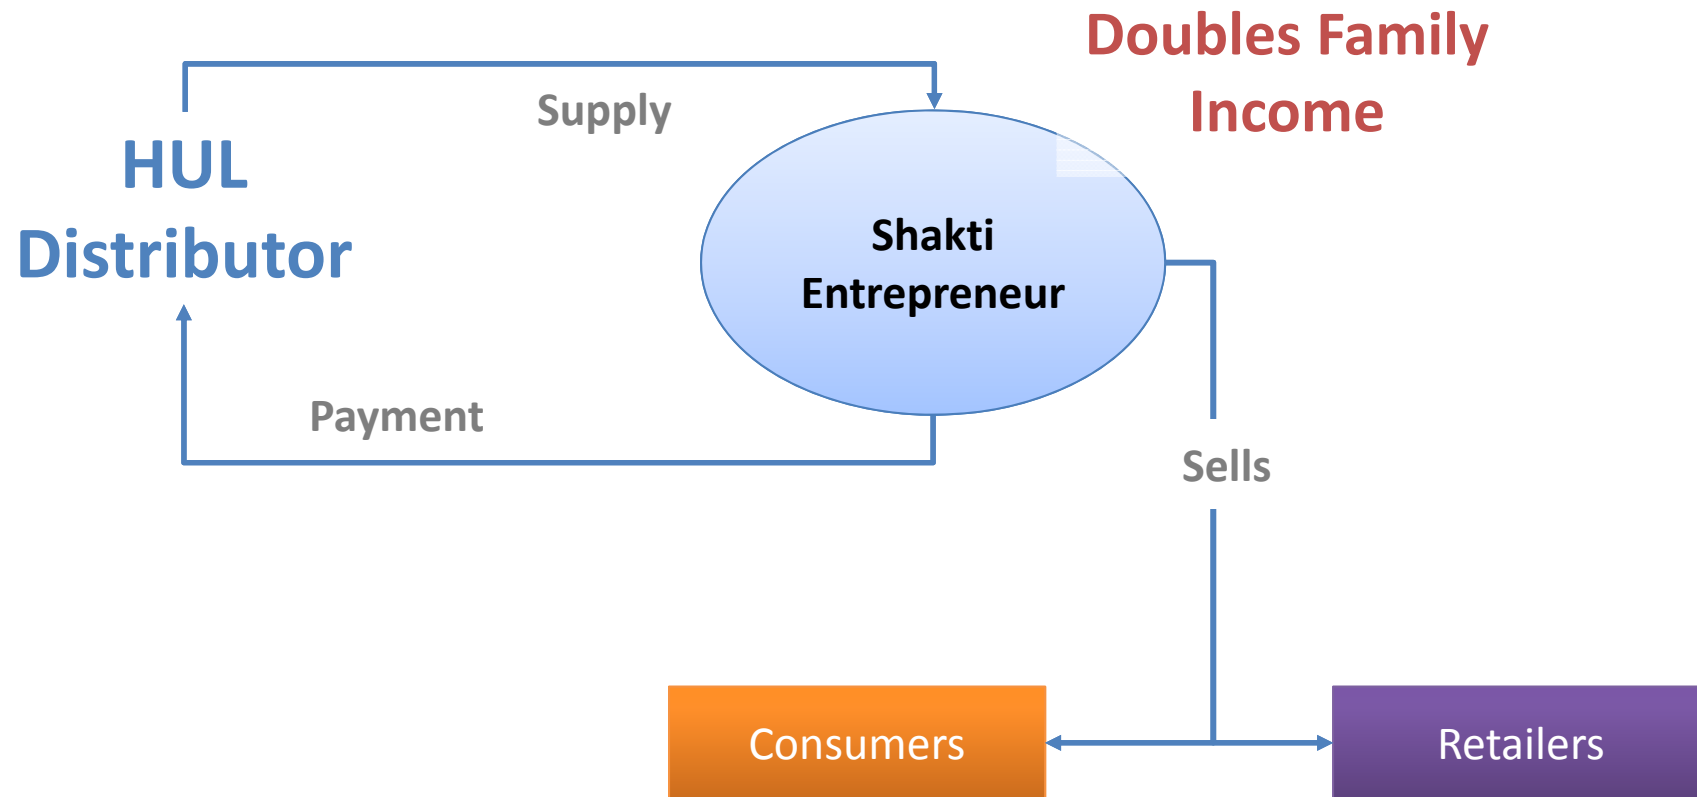 Doubles Family
Income
Supply
HUL
Distributor
Shakti
Entrepreneur
Payment
Sells
Consumers
Retailers